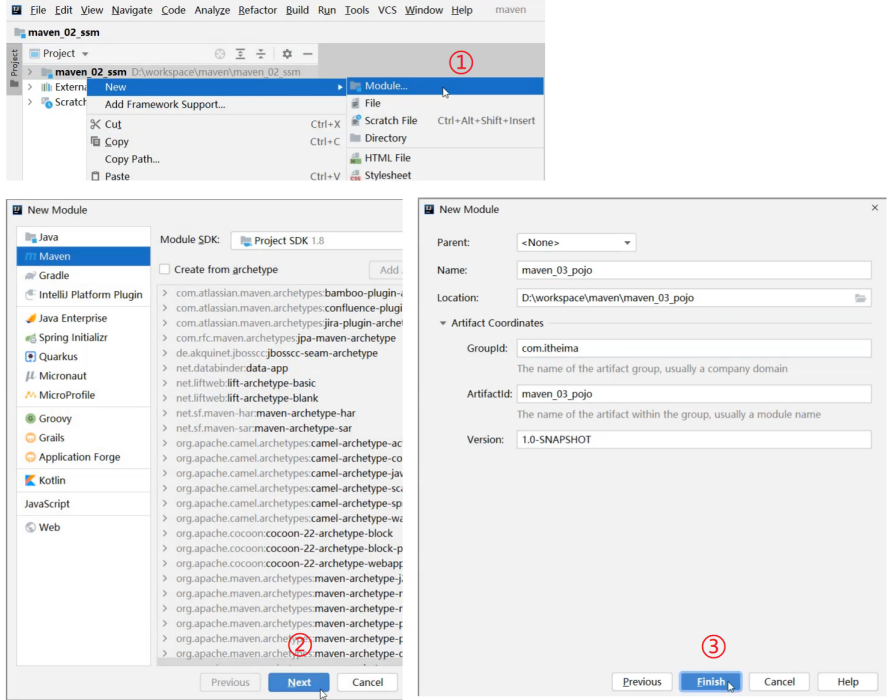 File Edit View Navigate Code Analyze Refactor Build Run Tools VCS Window Help maven
maven_02_ssm
Project
Project
①
maven_02_ssm D:\workspace\maven\maven_02_ssm
Externa
Scratch
New
Add Framework Support...
Cut Ctrl+X
Copy Ctrl+C
Copy Path...
Paste Ctrl+V
Module...
File
Scratch File Ctrl+Alt+Shift+Insert
Directory
HTML File
Stylesheet
New Module
Java
Maven
Gradle
IntelliJ Platform Plugin
Java Enterprise
Spring Initializr
Quarkus
Micronaut
MicroProfile
Groovy
Grails
Application Forge
Kotlin
JavaScript
Web
Module SDK: Project SDK 1.8
Create from archetype Add
com.atlassian.maven.archetypes:bamboo-plugin-a
com.atlassian.maven.archetypes:confluence-plugi
com.atlassian.maven.archetypes:jira-plugin-archet
com.rfc.maven.archetypes:jpa-maven-archetype
de.akquinet.jbosscc:jbosscc-seam-archetype
net.databinder:data-app
net.liftweb:lift-archetype-basic
net.liftweb:lift-archetype-blank
net.sf.maven-har:maven-archetype-har
net.sf.maven-sar:maven-archetype-sar
org.apache.camel.archetypes:camel-archetype-ac
org.apache.camel.archetypes:camel-archetype-co
org.apache.camel.archetypes:camel-archetype-jav
org.apache.camel.archetypes:camel-archetype-sca
org.apache.camel.archetypes:camel-archetype-sp
org.apache.camel.archetypes:camel-archetype-wa
org.apache.cocoon:cocoon-22-archetype-block
org.apache.cocoon:cocoon-22-archetype-block-p
org.apache.cocoon:cocoon-22-archetype-webapp
org.apache.maven.archetypes:maven-archetype-j2
org.apache.maven.archetypes:maven-archetype-r
org.apache.maven.archetypes:maven-archetype-r
org.apache.maven.archetypes:maven-archetype-p
org.apache.maven.archetypes:maven-archetype-p
org.apache.maven.archetypes:maven-archetype-c
②
Previous Next Cancel
New Module
Parent: <None>
Name: maven_03_pojo
Location: D:\workspace\maven\maven_03_pojo
Artifact Coordinates
GroupId: com.itheima
The name of the artifact group, usually a company domain
ArtifactId: maven_03_pojo
The name of the artifact within the group, usually a module name
Version: 1.0-SNAPSHOT
③
Previous Finish Cancel Help